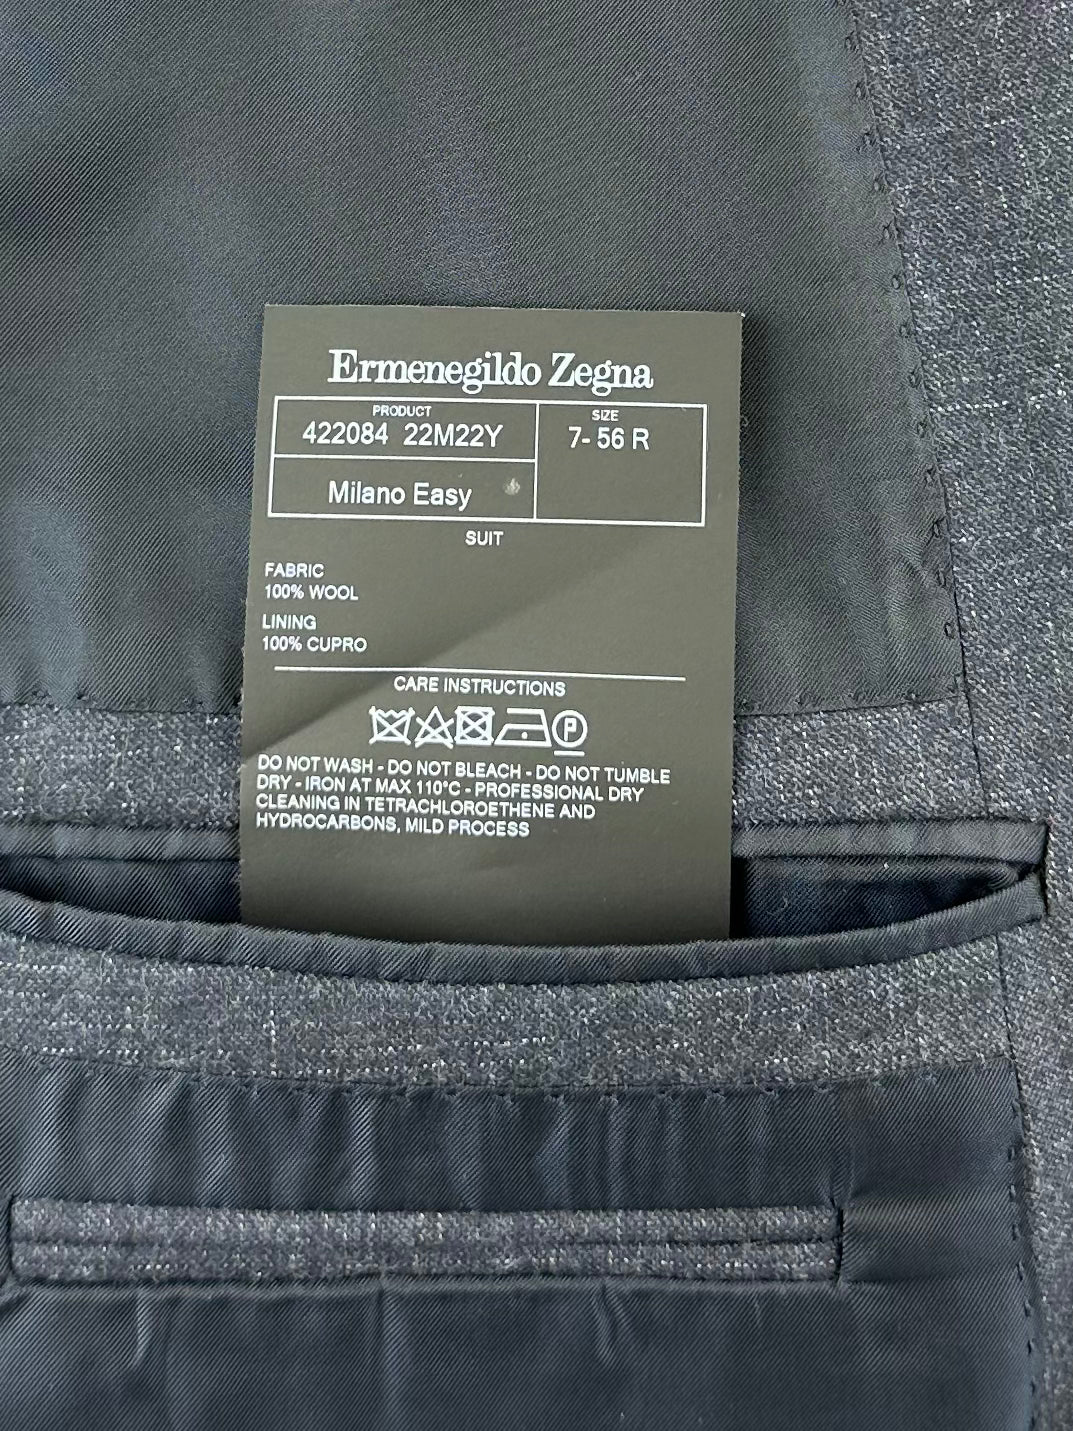 Ermenegildo Zegna
PRODUCT
422084 22M22Y
SIZE
7- 56 R
Milano Easy
SUIT
FABRIC
100% WOOL
LINING
100% CUPRO
CARE INSTRUCTIONS
P
DO NOT WASH - DO NOT BLEACH - DO NOT TUMBLE
DRY - IRON AT MAX 110°C - PROFESSIONAL DRY
CLEANING IN TETRACHLOROETHENE AND
HYDROCARBONS, MILD PROCESS